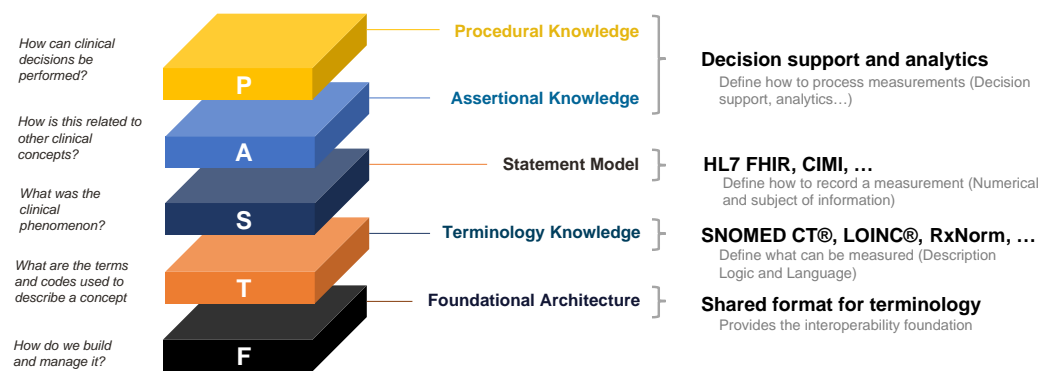 How can clinical
decisions be
performed?
P
Procedural Knowledge
Decision support and analytics
Define how to process measurements (Decision
support, analytics…)
How is this related to
other clinical
concepts?
A
Assertional Knowledge
What was the
clinical
phenomenon?
S
Statement Model
HL7 FHIR, CIMI, …
Define how to record a measurement (Numerical
and subject of information)
What are the terms
and codes used to
describe a concept
T
Terminology Knowledge
SNOMED CT®, LOINC®, RxNorm, …
Define what can be measured (Description
Logic and Language)
How do we build
and manage it?
F
Foundational Architecture
Shared format for terminology
Provides the interoperability foundation